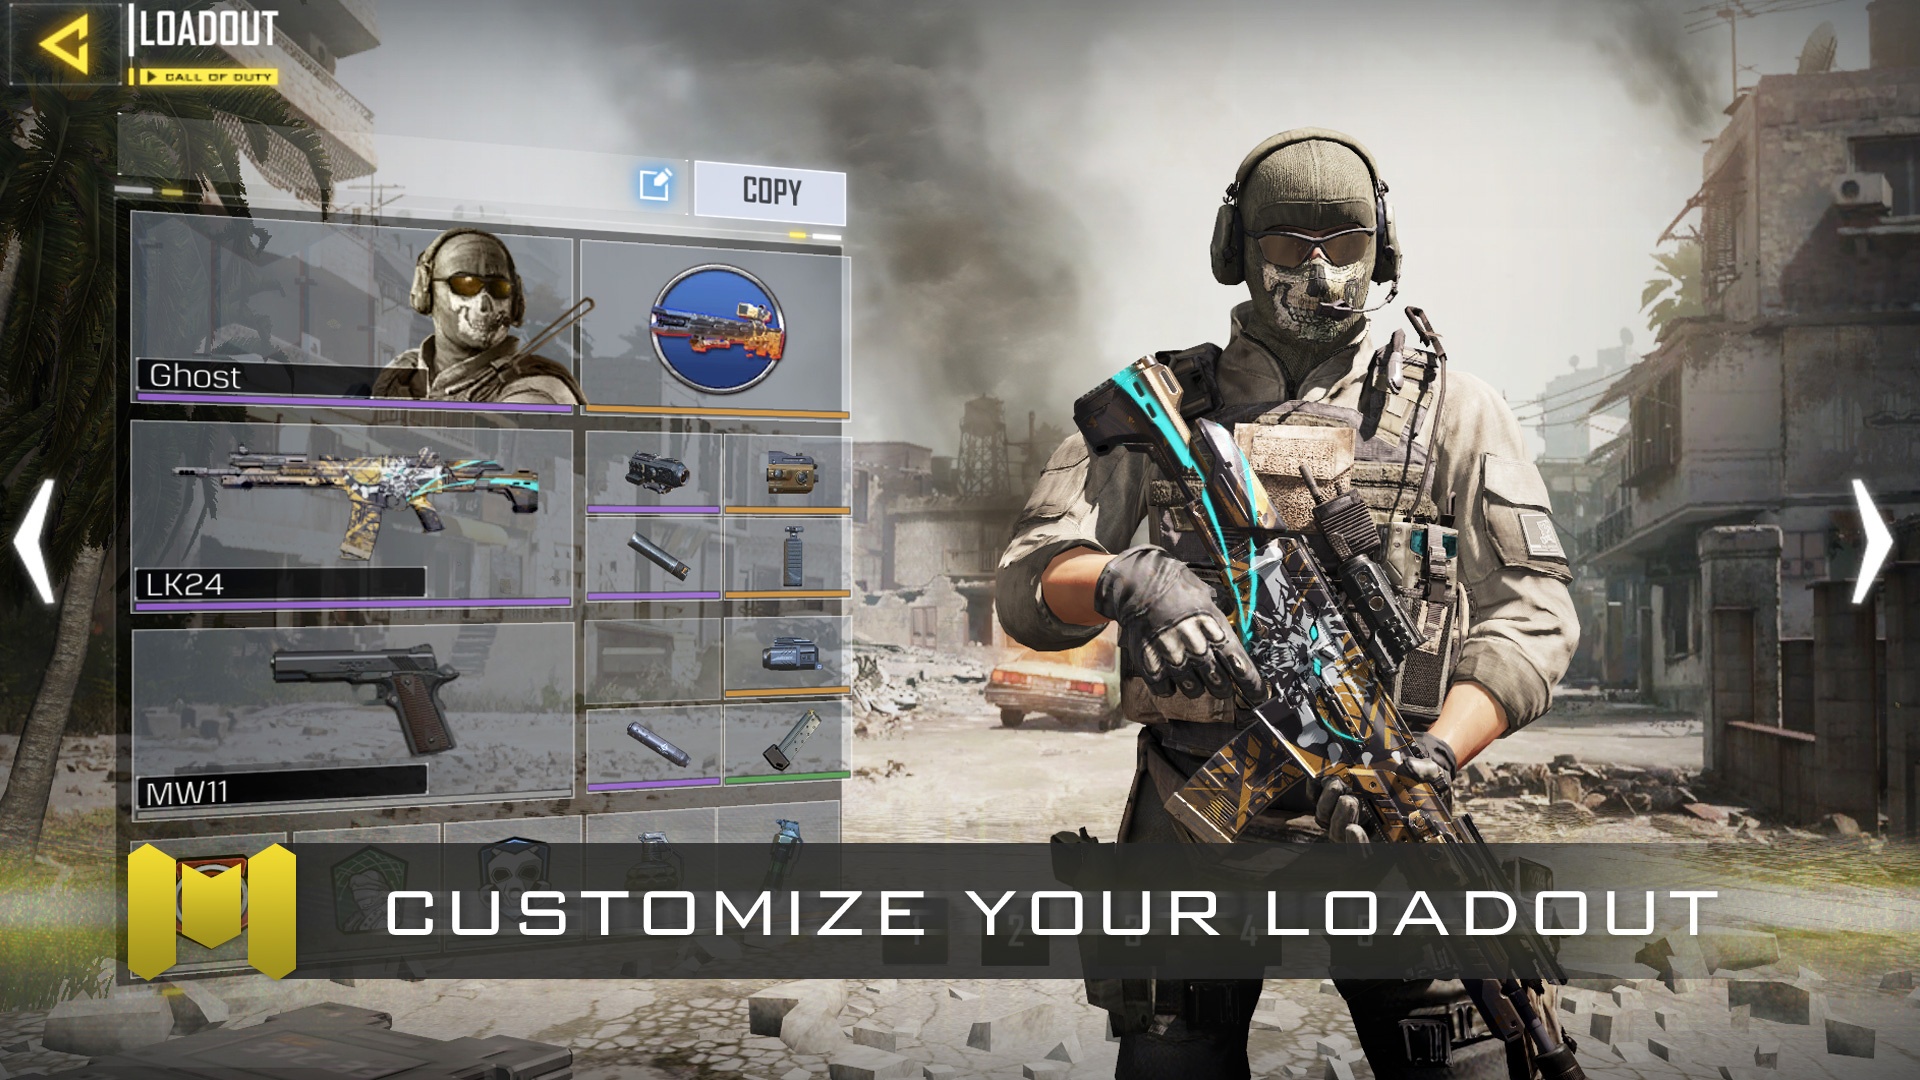 LOADOUT
CALL OF DUTY
COPY
Ghost
LK24
MW11
CUSTOMIZE YOUR LOADOUT